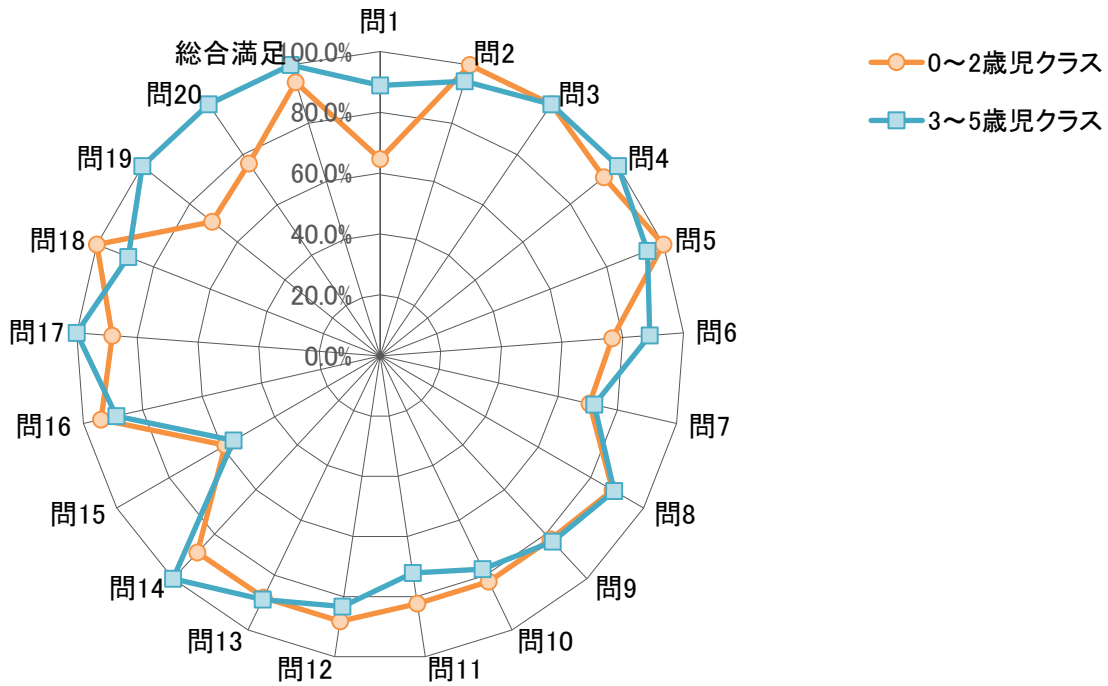 問1
問2
問3
問4
問5
問6
問7
問8
問9
問10
問11
問12
問13
問14
問15
問16
問17
問18
問19
問20
総合満足
100.0%
80.0%
60.0%
40.0%
20.0%
0.0%
0～2歳児クラス
3～5歳児クラス